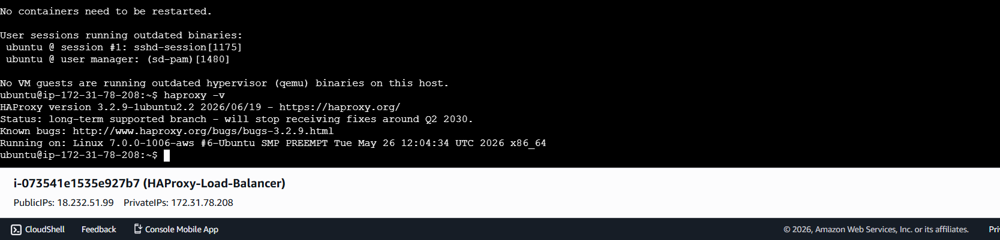 No containers need to be restarted.
User sessions running outdated binaries:
ubuntu @ session #1: sshd-session[1175]
ubuntu @ user manager: (sd-pam)[1480]
No VM guests are running outdated hypervisor (qemu) binaries on this host.
ubuntu@ip-172-31-78-208:~$ haproxy -v
HAProxy version 3.2.9-1ubuntu2.2 2026/06/19 - https://haproxy.org/
Status: long-term supported branch - will stop receiving fixes around Q2 2030.
Known bugs: http://www.haproxy.org/bugs/bugs-3.2.9.html
Running on: Linux 7.0.0-1006-aws #6-Ubuntu SMP PREEMPT Tue May 26 12:04:34 UTC 2026 x86_64
ubuntu@ip-172-31-78-208:~$
i-073541e1535e927b7 (HAProxy-Load-Balancer)
PublicIPs: 18.232.51.99 PrivateIPs: 172.31.78.208
CloudShell Feedback Console Mobile App © 2026, Amazon Web Services, Inc. or its affiliates. Pri